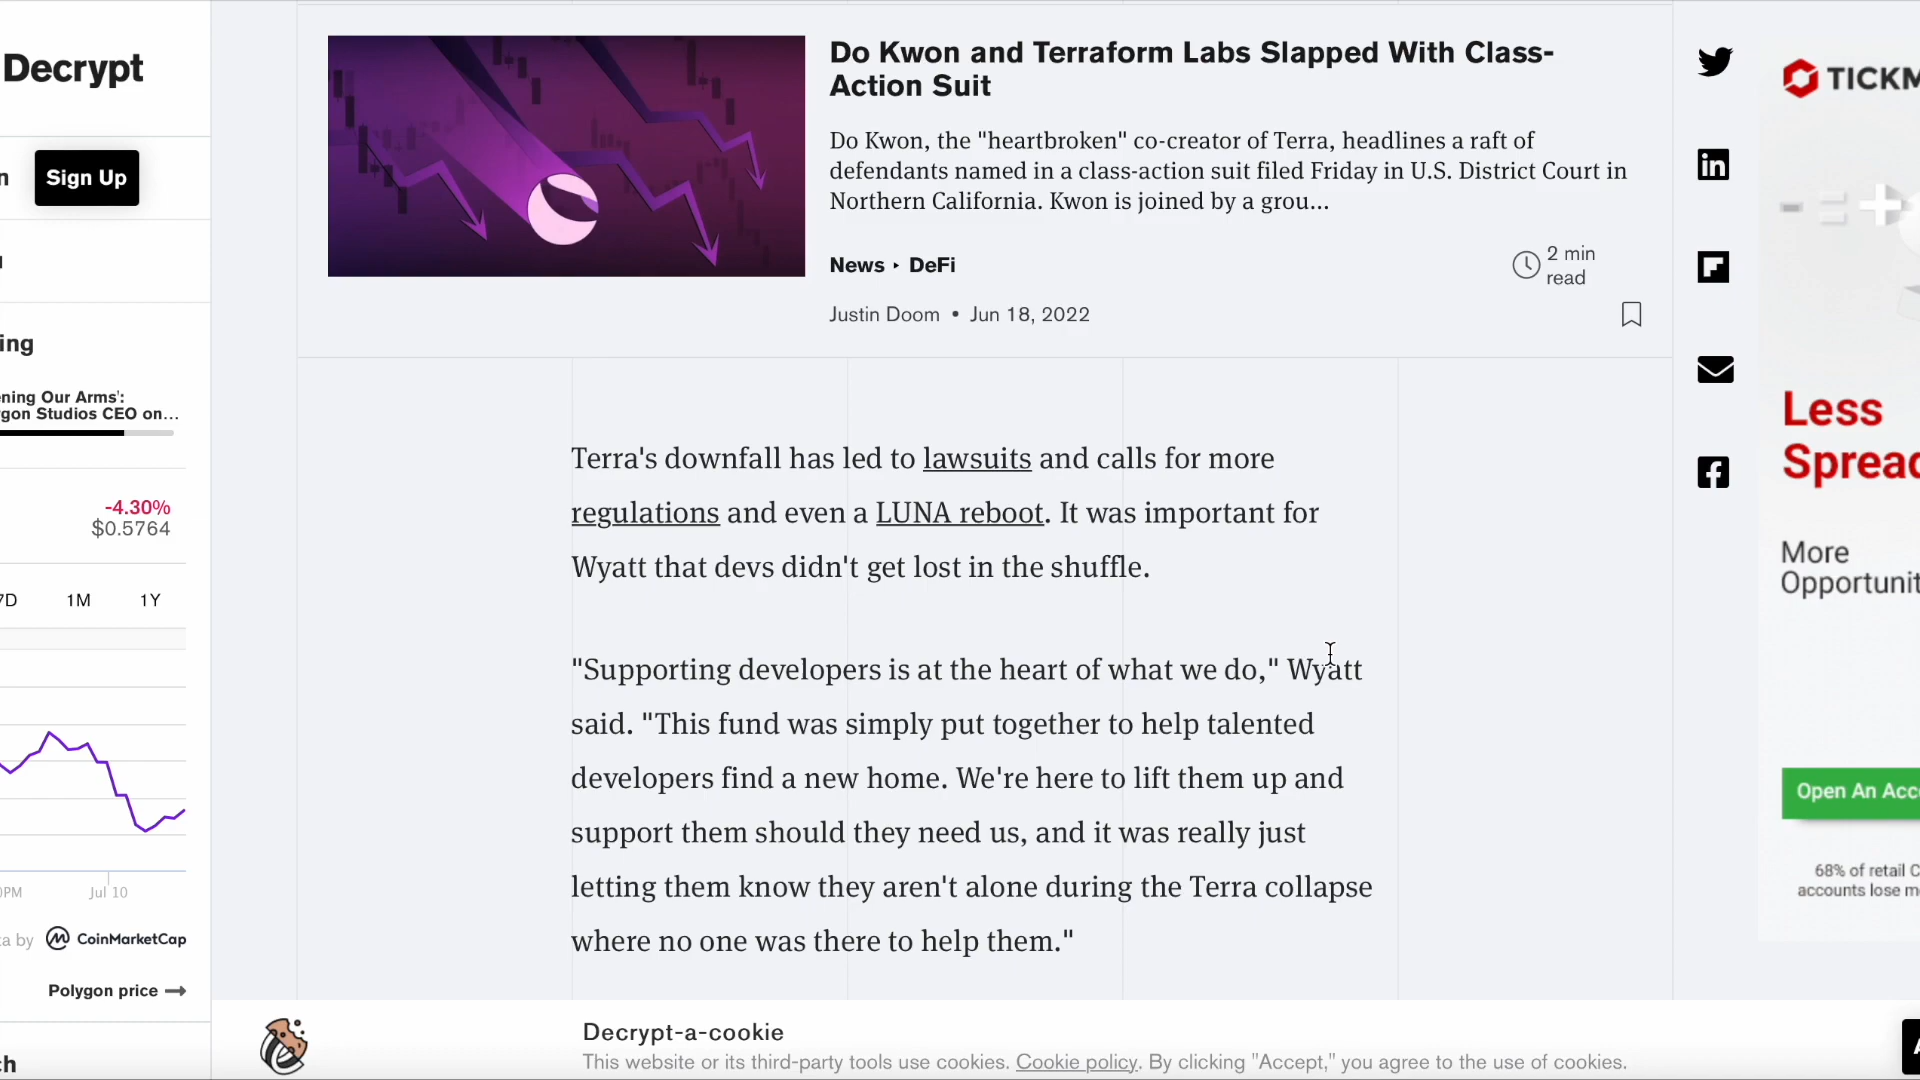 Decrypt
Sign Up
ing
ning Our Arms':
gon Studios CEO on...
-4.30%
$0.5764
7D 1M 1Y
0PM Jul 10
a by CoinMarketCap
Polygon price →
Do Kwon and Terraform Labs Slapped With Class-
Action Suit
Do Kwon, the "heartbroken" co-creator of Terra, headlines a raft of
defendants named in a class-action suit filed Friday in U.S. District Court in
Northern California. Kwon is joined by a grou...
News ‣ DeFi
2 min
read
Justin Doom • Jun 18, 2022
Terra's downfall has led to lawsuits and calls for more
regulations and even a LUNA reboot. It was important for
Wyatt that devs didn't get lost in the shuffle.
"Supporting developers is at the heart of what we do," Wyatt
said. "This fund was simply put together to help talented
developers find a new home. We're here to lift them up and
support them should they need us, and it was really just
letting them know they aren't alone during the Terra collapse
where no one was there to help them."
in
TICKM
Less
Spread
More
Opportunit
Open An Acc
68% of retail C
accounts lose m
Decrypt-a-cookie
This website or its third-party tools use cookies. Cookie policy. By clicking "Accept," you agree to the use of cookies.